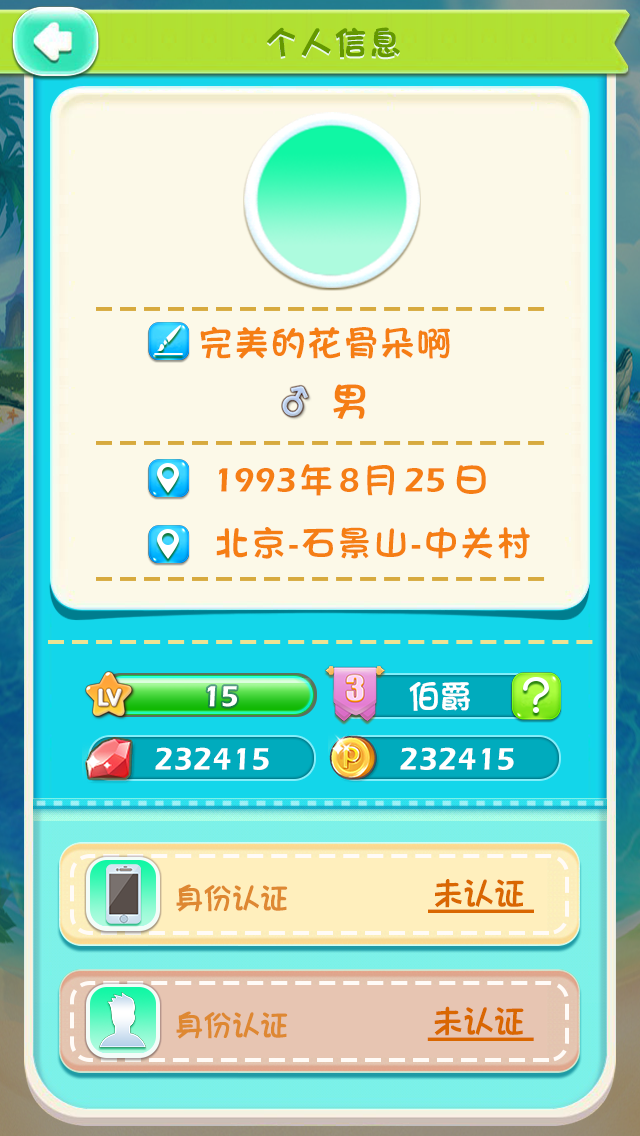 个人信息
完美的花骨朵啊
男
1993年8月25日
北京-石景山-中关村
LV 15
3 伯爵 ?
232415
P 232415
身份认证 未认证
身份认证 未认证